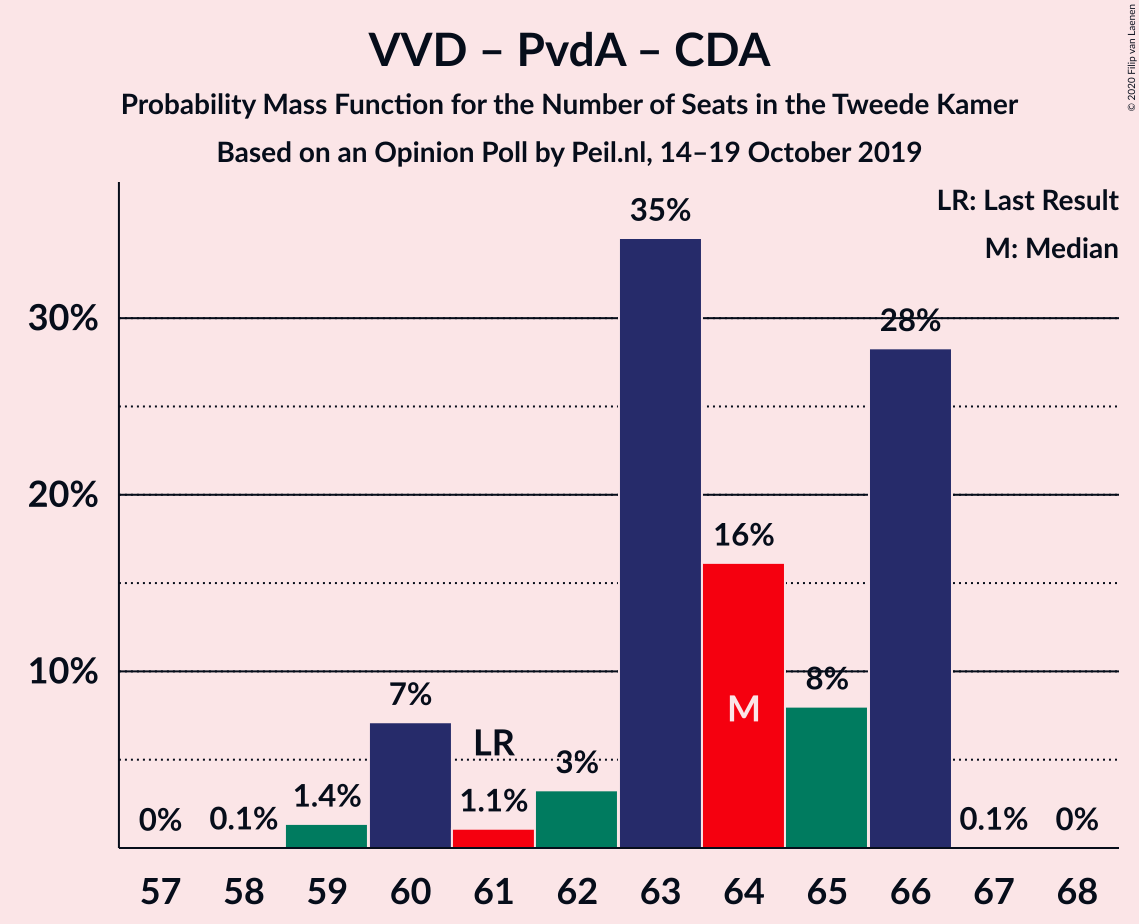 VVD – PvdA – CDA
Probability Mass Function for the Number of Seats in the Tweede Kamer
Based on an Opinion Poll by Peil.nl, 14–19 October 2019
© 2020 Filip van Laenen
LR: Last Result
M: Median
30%
20%
10%
0%
0.1%
1.4%
7%
LR
1.1%
3%
35%
16%
M
8%
28%
0.1%
0%
57 58 59 60 61 62 63 64 65 66 67 68